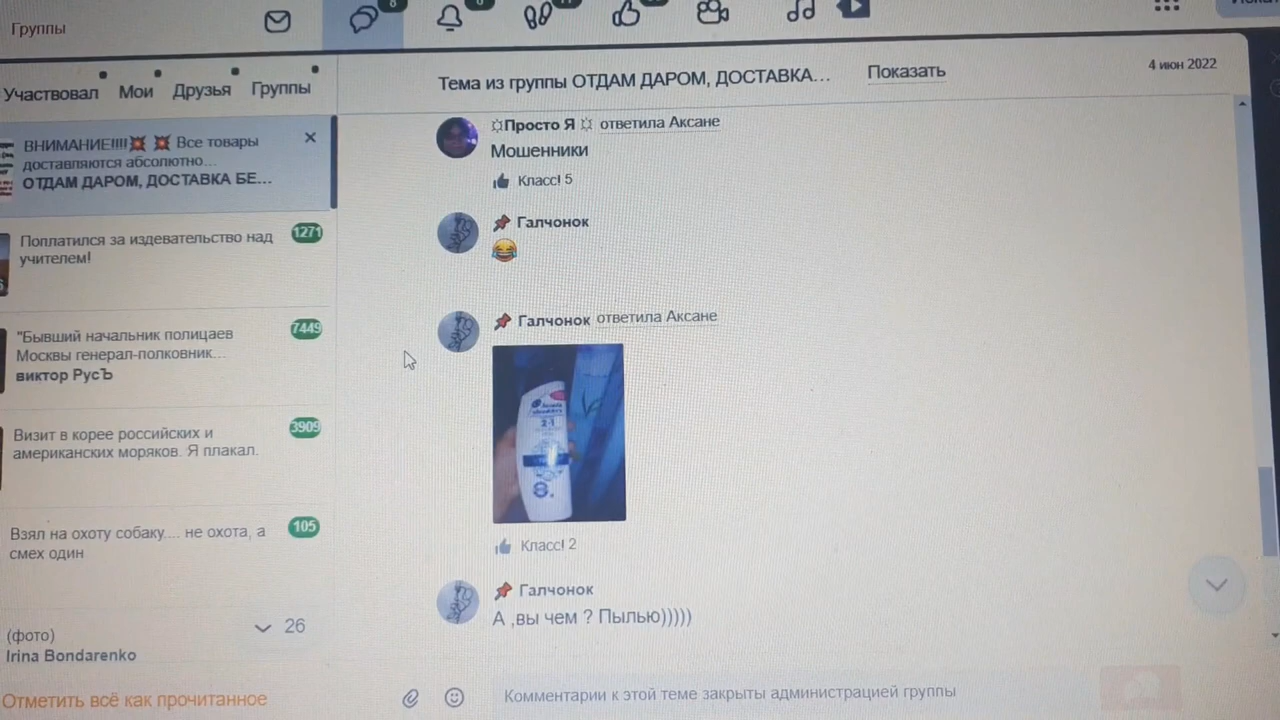 Группы
Участвовал Мои Друзья Группы
ВНИМАНИЕ!!!!💥 💥 Все товары
доставляются абсолютно...
ОТДАМ ДАРОМ, ДОСТАВКА БЕ...
Поплатился за издевательство над
учителем!
1271
"Бывший начальник полицаев
Москвы генерал-полковник...
виктор РусЪ
7449
Визит в корее российских и
американских моряков. Я плакал.
3909
Взял на охоту собаку.... не охота, а
смех один
105
(фото)
Irina Bondarenko
26
Отметить всё как прочитанное
Тема из группы ОТДАМ ДАРОМ, ДОСТАВКА... Показать
4 июн 2022
Просто Я ответила Аксане
Мошенники
Класс! 5
📌 Галчонок
😂
📌 Галчонок ответила Аксане
2-1
Класс! 2
📌 Галчонок
А ,вы чем ? Пылью)))))
Комментарии к этой теме закрыты администрацией группы